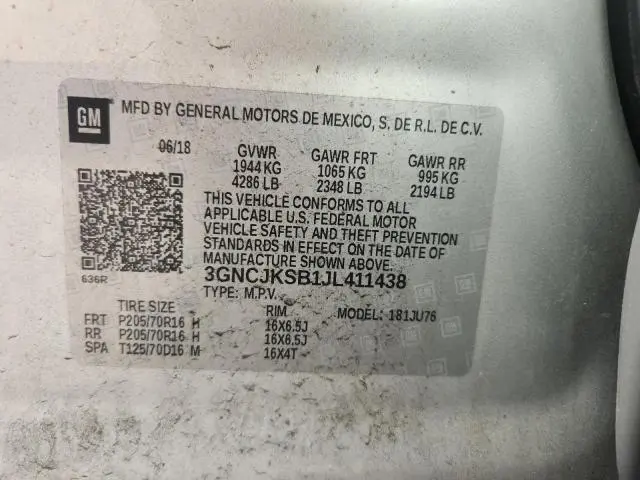 GM
MFD BY GENERAL MOTORS DE MEXICO, S. DE R.L. DE C.V.
06/18 GVWR GAWR FRT GAWR RR
1944 KG 1065 KG 995 KG
4286 LB 2348 LB 2194 LB
THIS VEHICLE CONFORMS TO ALL
APPLICABLE U.S. FEDERAL MOTOR
VEHICLE SAFETY AND THEFT PREVENTION
STANDARDS IN EFFECT ON THE DATE OF
MANUFACTURE SHOWN ABOVE.
3GNCJKSB1JL411438
636R
TYPE: M.P.V.
TIRE SIZE RIM MODEL: 181JU76
FRT P205/70R16 H 16X6.5J
RR P205/70R16 H 16X6.5J
SPA T125/70D16 M 16X4T